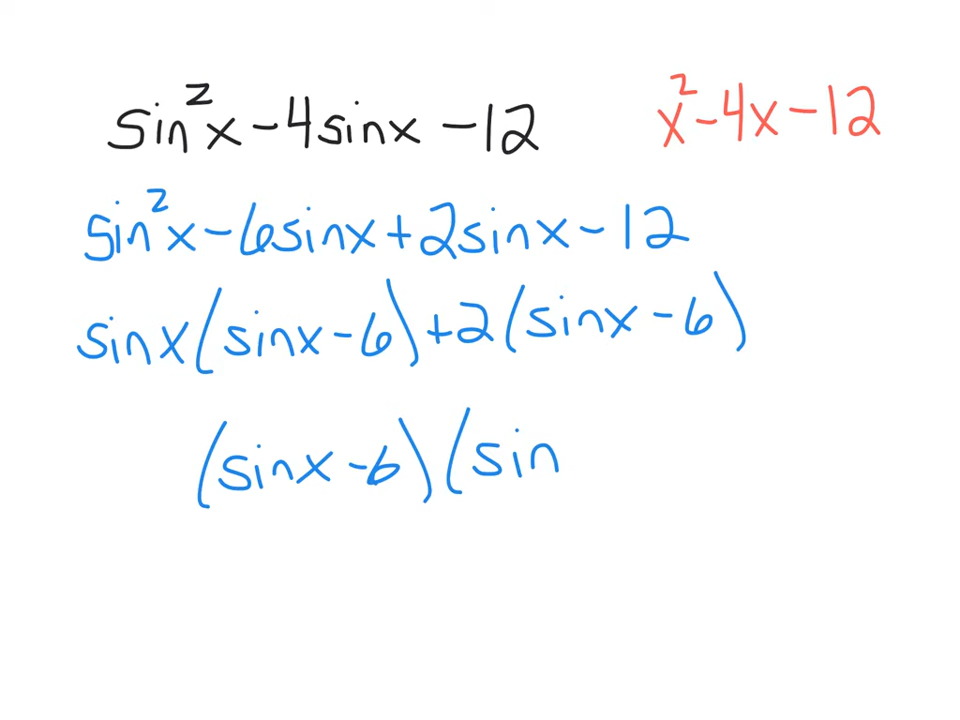 sin²x - 4sinx - 12
x² - 4x - 12
sin²x - 6sinx + 2sinx - 12
sinx(sinx - 6) + 2(sinx - 6)
(sinx - 6)(sin